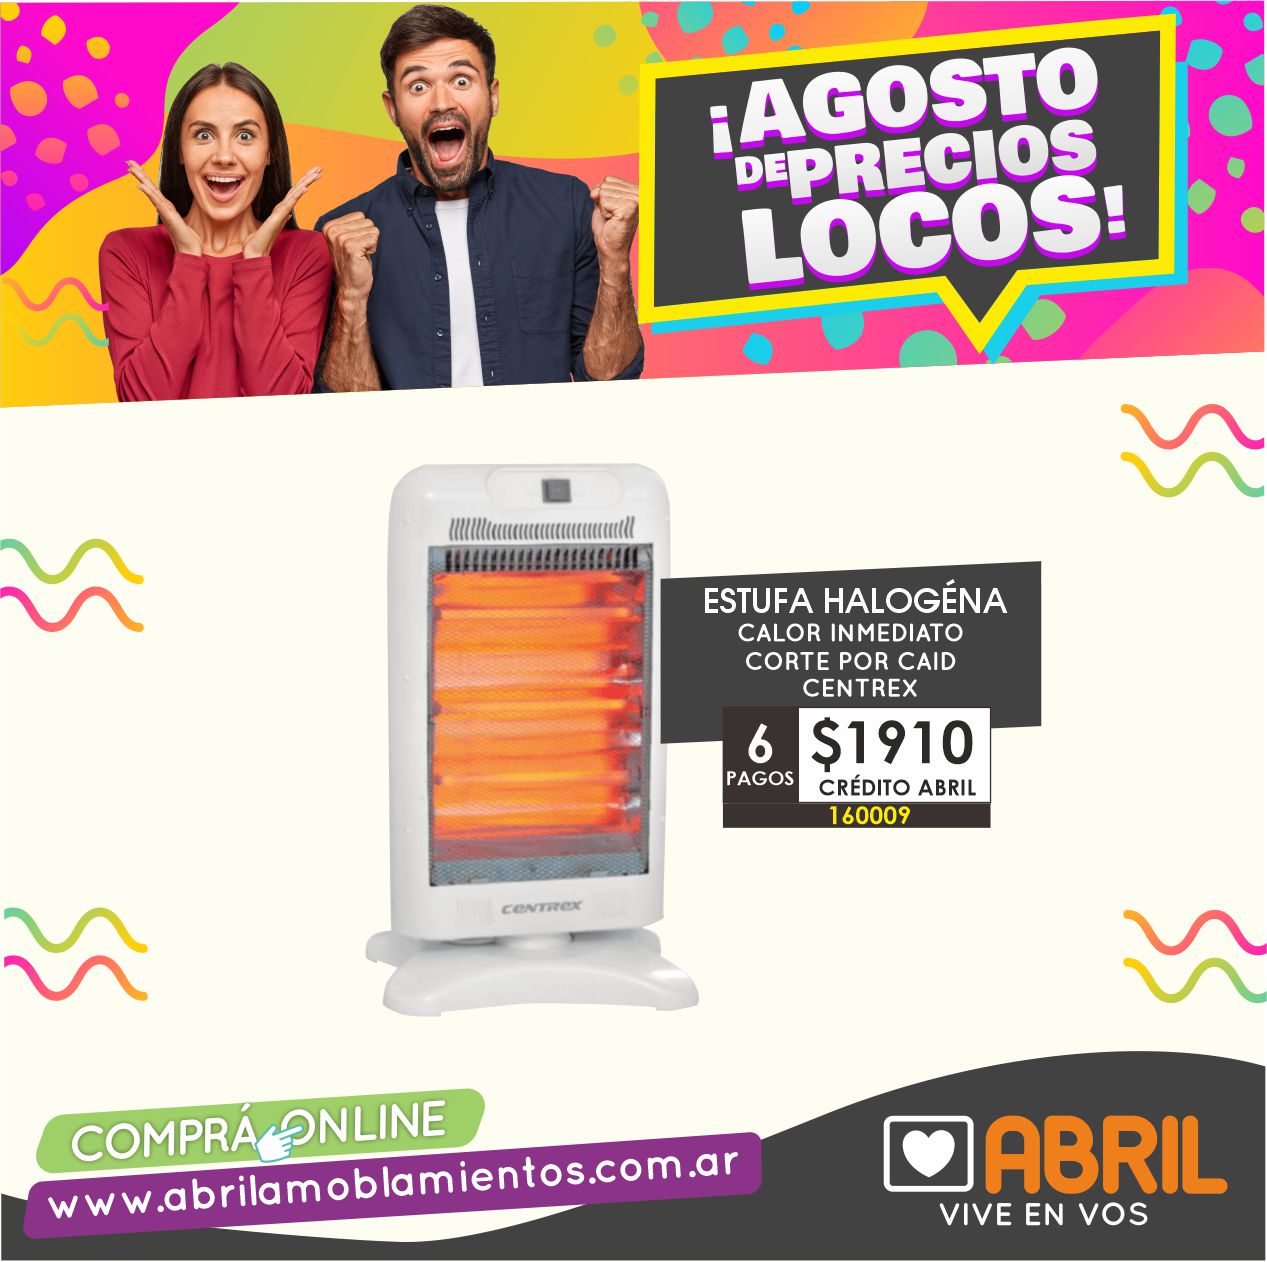 ¡AGOSTO
DE PRECIOS
LOCOS!
ESTUFA HALOGÉNA
CALOR INMEDIATO
CORTE POR CAID
CENTREX
6
PAGOS
$1910
CRÉDITO ABRIL
160009
CENTREX
COMPRÁ ONLINE
www.abrilamoblamientos.com.ar
ABRIL
VIVE EN VOS